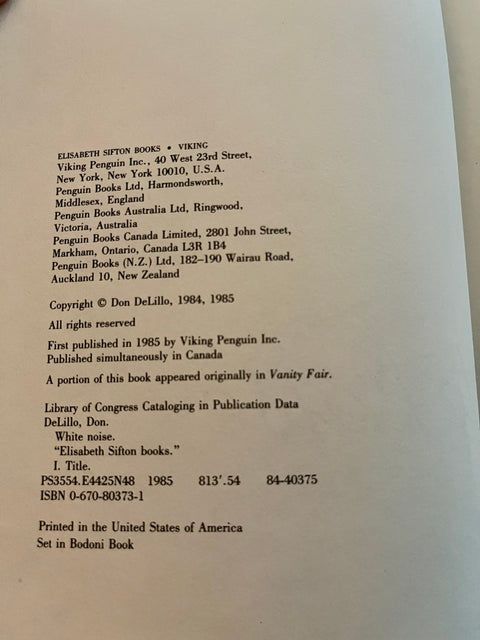 ELISABETH SIFTON BOOKS • VIKING
Viking Penguin Inc., 40 West 23rd Street,
New York, New York 10010, U.S.A.
Penguin Books Ltd, Harmondsworth,
Middlesex, England
Penguin Books Australia Ltd, Ringwood,
Victoria, Australia
Penguin Books Canada Limited, 2801 John Street,
Markham, Ontario, Canada L3R 1B4
Penguin Books (N.Z.) Ltd, 182–190 Wairau Road,
Auckland 10, New Zealand
Copyright © Don DeLillo, 1984, 1985
All rights reserved
First published in 1985 by Viking Penguin Inc.
Published simultaneously in Canada
A portion of this book appeared originally in Vanity Fair.
Library of Congress Cataloging in Publication Data
DeLillo, Don.
White noise.
“Elisabeth Sifton books.”
I. Title.
PS3554.E4425N48 1985 813'.54 84-40375
ISBN 0-670-80373-1
Printed in the United States of America
Set in Bodoni Book